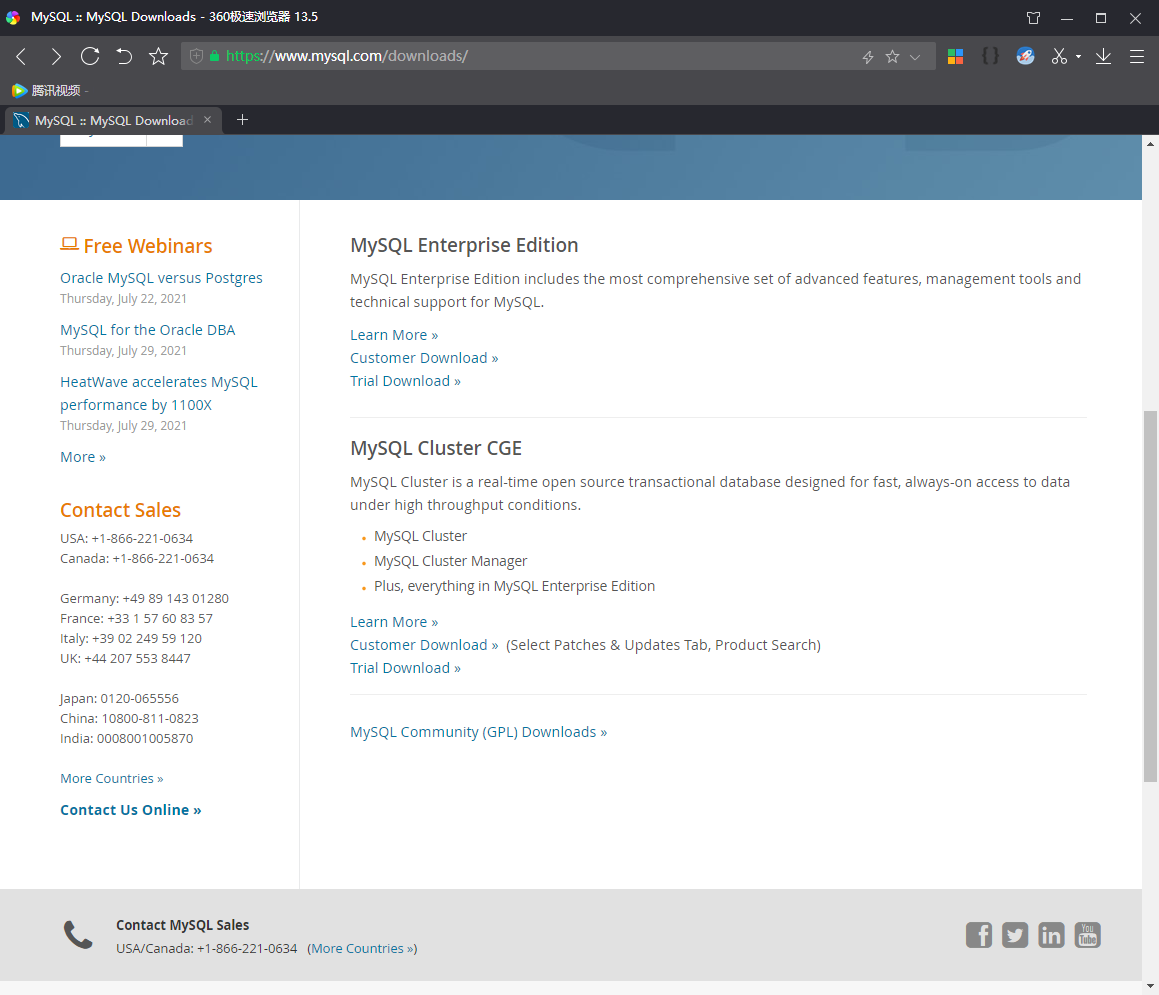 MySQL :: MySQL Downloads - 360极速浏览器 13.5
https://www.mysql.com/downloads/
腾讯视频 -
MySQL :: MySQL Download
Free Webinars
Oracle MySQL versus Postgres
Thursday, July 22, 2021
MySQL for the Oracle DBA
Thursday, July 29, 2021
HeatWave accelerates MySQL
performance by 1100X
Thursday, July 29, 2021
More »
Contact Sales
USA: +1-866-221-0634
Canada: +1-866-221-0634
Germany: +49 89 143 01280
France: +33 1 57 60 83 57
Italy: +39 02 249 59 120
UK: +44 207 553 8447
Japan: 0120-065556
China: 10800-811-0823
India: 0008001005870
More Countries »
Contact Us Online »
MySQL Enterprise Edition
MySQL Enterprise Edition includes the most comprehensive set of advanced features, management tools and
technical support for MySQL.
Learn More »
Customer Download »
Trial Download »
MySQL Cluster CGE
MySQL Cluster is a real-time open source transactional database designed for fast, always-on access to data
under high throughput conditions.
MySQL Cluster
MySQL Cluster Manager
Plus, everything in MySQL Enterprise Edition
Learn More »
Customer Download » (Select Patches & Updates Tab, Product Search)
Trial Download »
MySQL Community (GPL) Downloads »
Contact MySQL Sales
USA/Canada: +1-866-221-0634 (More Countries »)
You
Tube